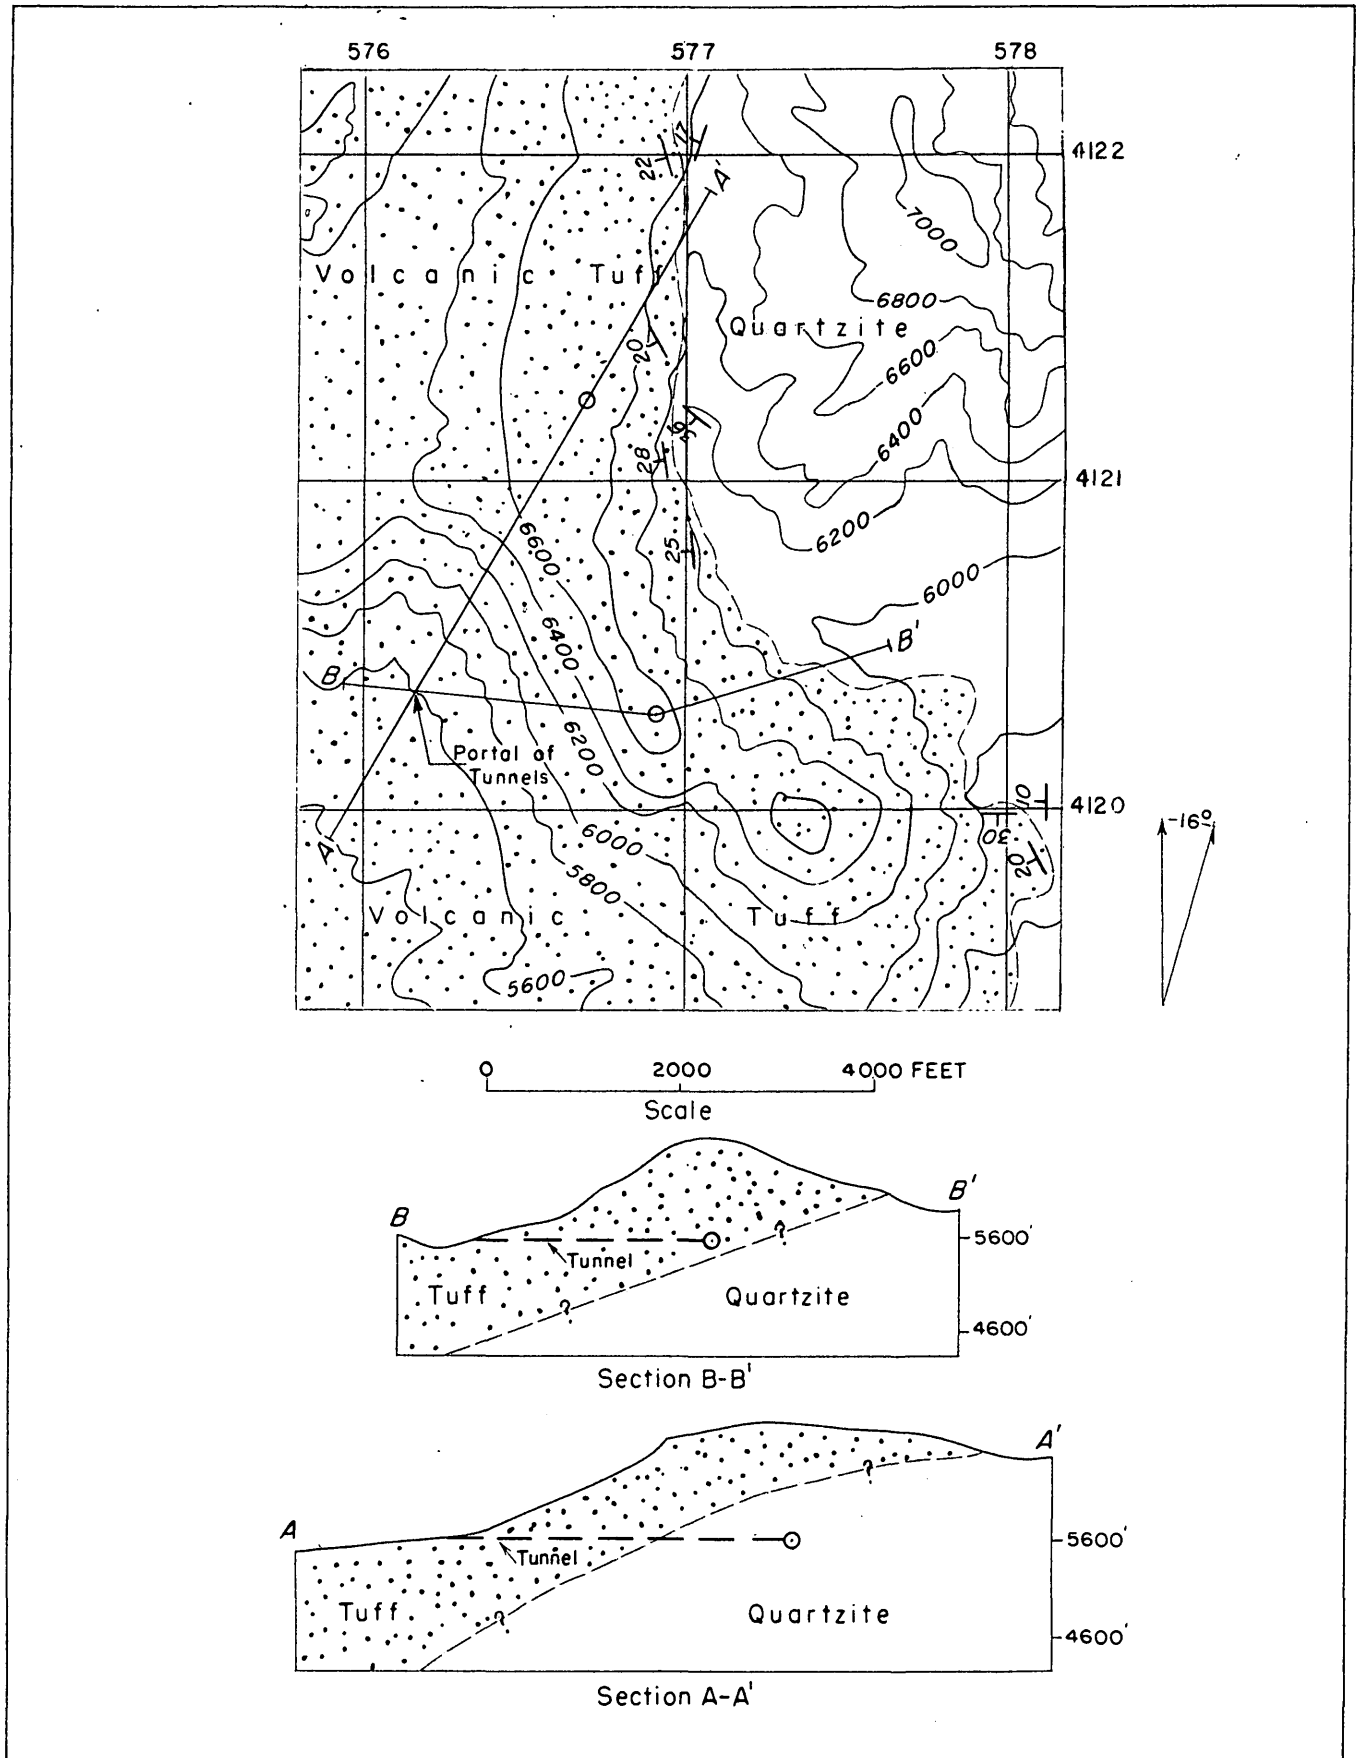 576 577 578
4122
22 17
A'
7000
Volcanic Tuff
6800
Quartzite
20
6600
6400
28
4121
6600
6200
25
6000
6400
B B'
6200
Portal of
Tunnels
10
4120
-16°
30
6000
20
A
5800
Volcanic Tuff
5600
0 2000 4000 FEET
Scale
B B'
5600'
Tunnel
Tuff ? ? Quartzite
4600'
Section B-B'
A A'
?
5600'
Tunnel
Tuff ? Quartzite
4600'
Section A-A'